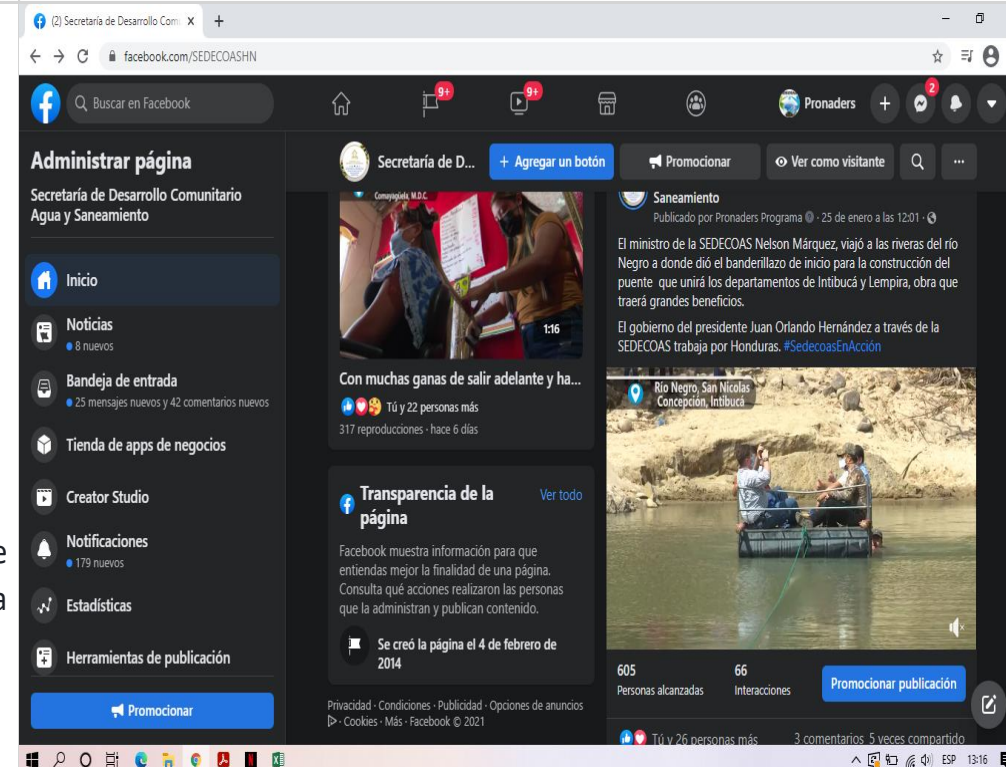 (2) Secretaría de Desarrollo Com
facebook.com/SEDECOASHN
Buscar en Facebook
9+
9+
Pronaders
2
Administrar página
Secretaría de Desarrollo Comunitario
Agua y Saneamiento
Inicio
Noticias
8 nuevos
Bandeja de entrada
25 mensajes nuevos y 42 comentarios nuevos
Tienda de apps de negocios
Creator Studio
Notificaciones
179 nuevos
Estadísticas
Herramientas de publicación
Promocionar
e
a
Secretaría de D...
+ Agregar un botón
Promocionar
Ver como visitante
Comayagüela, M.D.C.
1:16
Con muchas ganas de salir adelante y ha...
Tú y 22 personas más
317 reproducciones · hace 6 días
Transparencia de la
página
Ver todo
Facebook muestra información para que
entiendas mejor la finalidad de una página.
Consulta qué acciones realizaron las personas
que la administran y publican contenido.
Se creó la página el 4 de febrero de
2014
Privacidad · Condiciones · Publicidad · Opciones de anuncios
· Cookies · Más · Facebook © 2021
Saneamiento
Publicado por Pronaders Programa · 25 de enero a las 12:01 ·
El ministro de la SEDECOAS Nelson Márquez, viajó a las riveras del río
Negro a donde dió el banderillazo de inicio para la construcción del
puente que unirá los departamentos de Intibucá y Lempira, obra que
traerá grandes beneficios.
El gobierno del presidente Juan Orlando Hernández a través de la
SEDECOAS trabaja por Honduras. #SedecoasEnAcción
Río Negro, San Nicolas
Concepción, Intibucá
605
Personas alcanzadas
66
Interacciones
Promocionar publicación
Tú y 26 personas más
3 comentarios 5 veces compartido
ESP 13:16